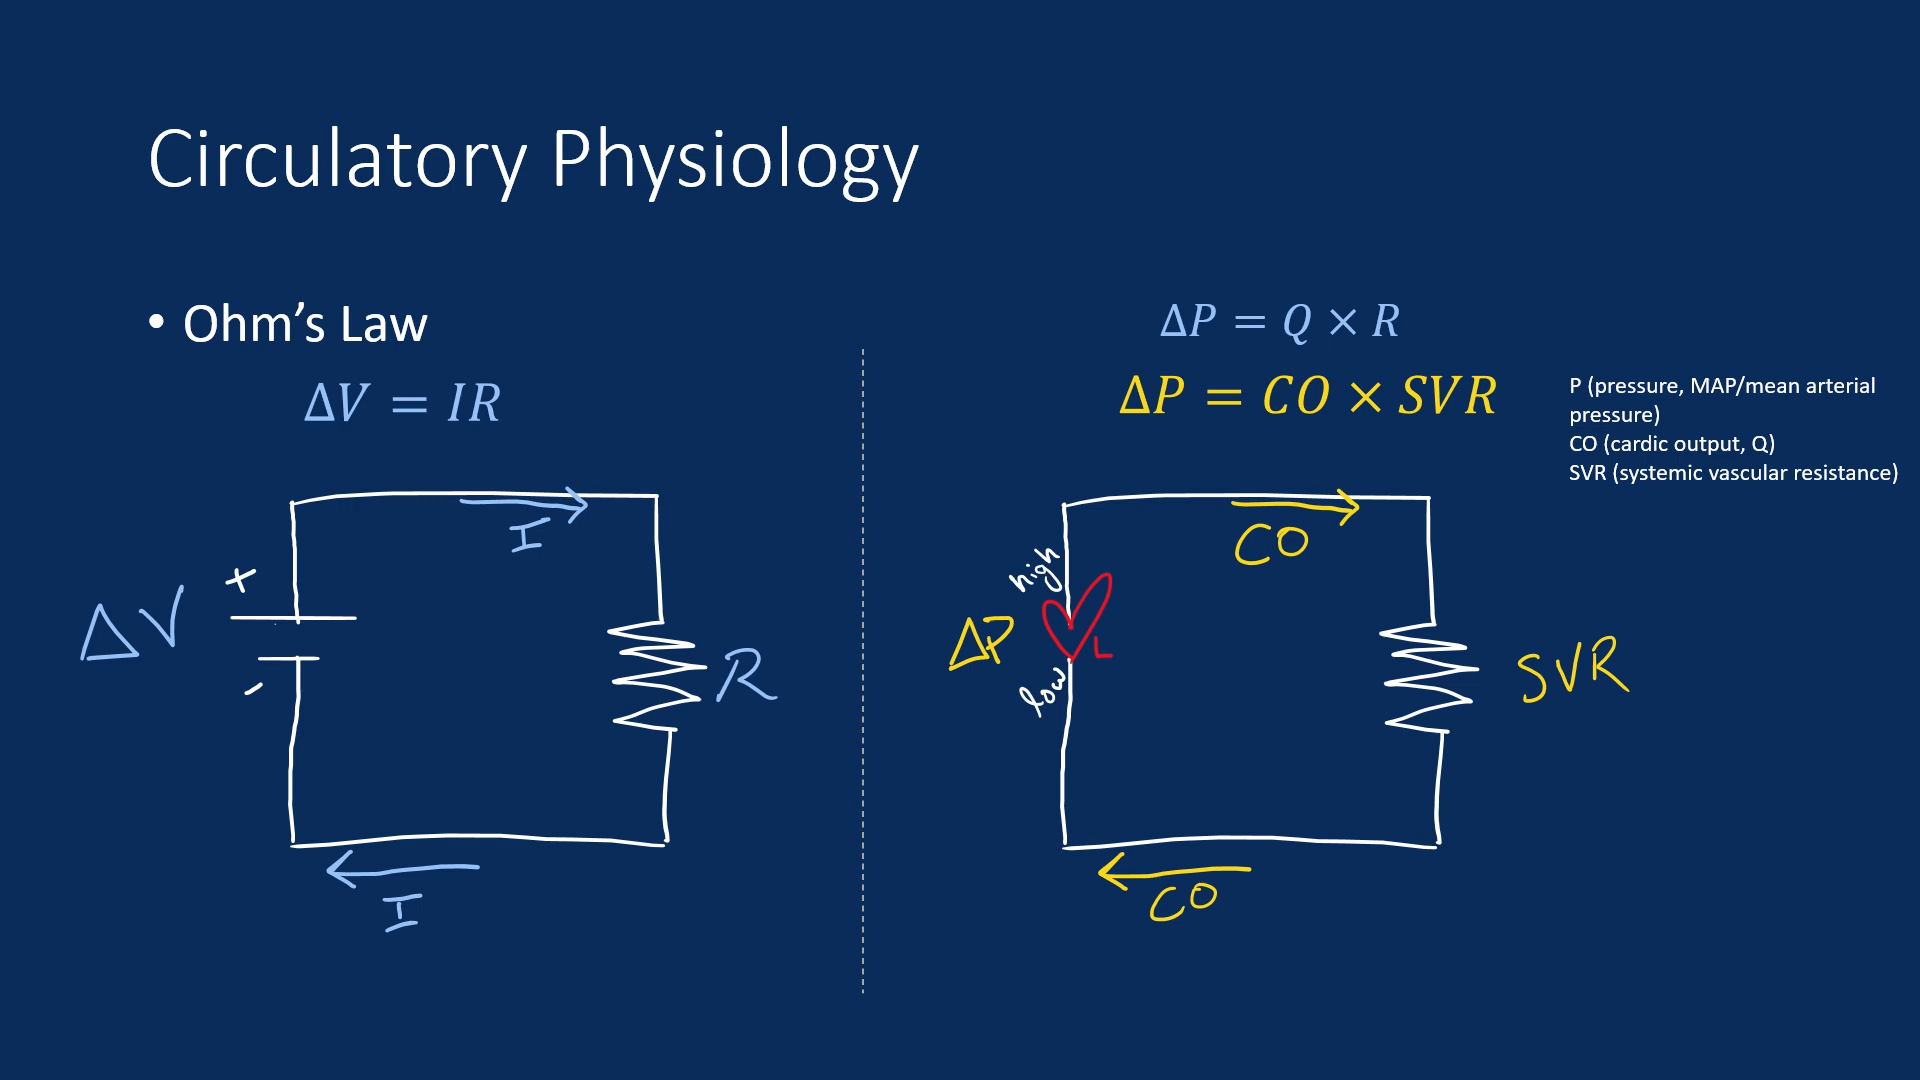 Circulatory Physiology
• Ohm’s Law
ΔV = IR
I
+
ΔV
-
R
I
ΔP = Q × R
ΔP = CO × SVR
P (pressure, MAP/mean arterial
pressure)
CO (cardic output, Q)
SVR (systemic vascular resistance)
CO
high
ΔP
L
low
SVR
CO